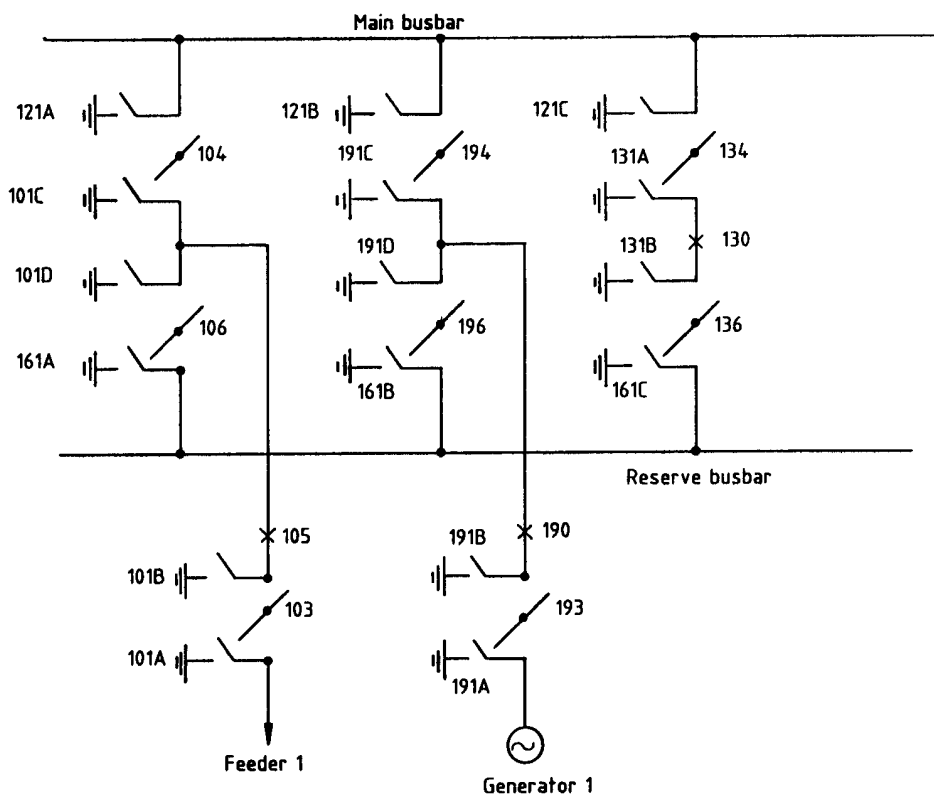 Main busbar
121A
121B
121C
104
191C
194
131A
134
101C
101D
191D
131B
130
106
196
136
161A
161B
161C
Reserve busbar
105
191B
190
101B
103
193
101A
191A
Feeder 1
Generator 1